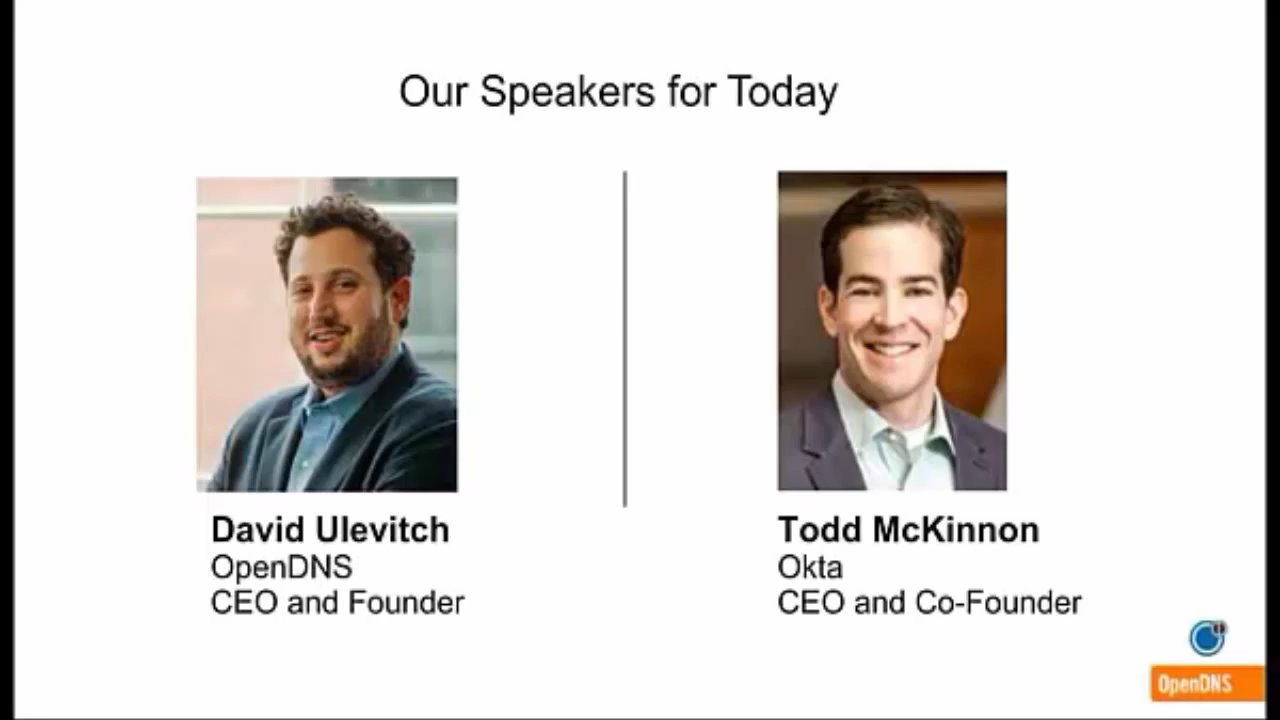 Our Speakers for Today
David Ulevitch
OpenDNS
CEO and Founder
Todd McKinnon
Okta
CEO and Co-Founder
OpenDNS